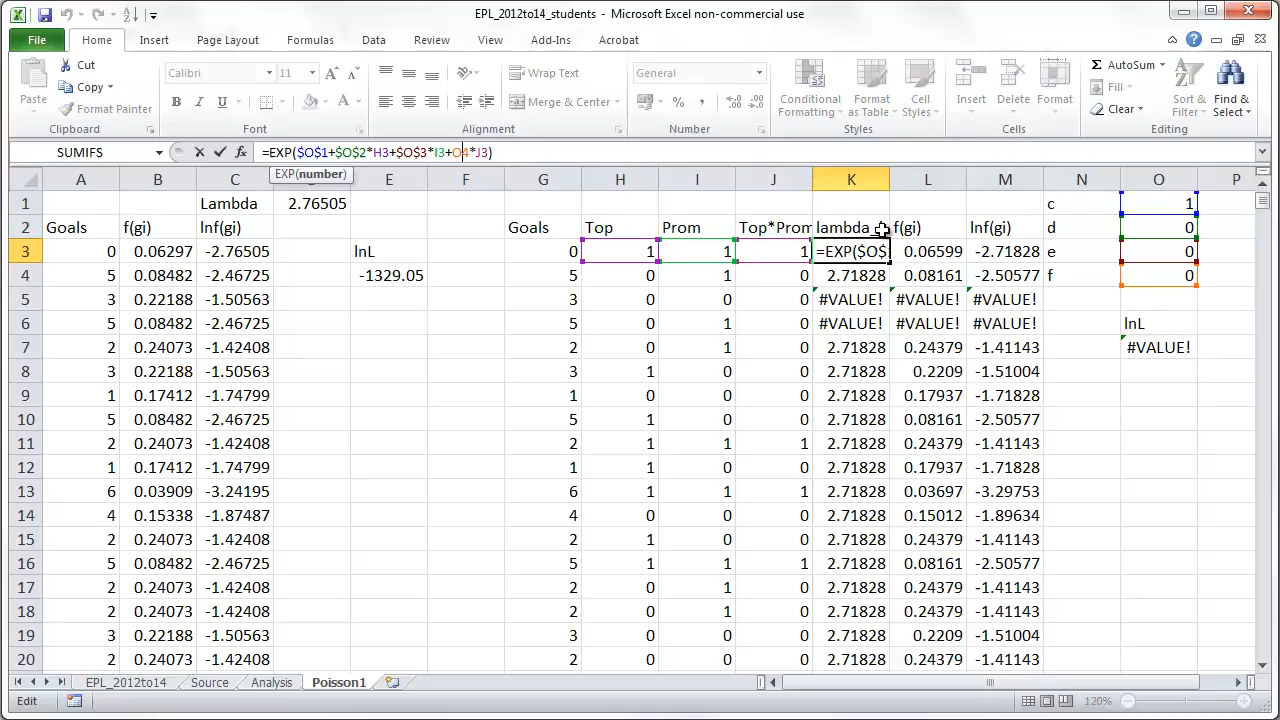 EPL_2012to14_students - Microsoft Excel non-commercial use
File Home Insert Page Layout Formulas Data Review View Add-Ins Acrobat
Paste Cut Copy Format Painter Calibri 11 Wrap Text Merge & Center General Conditional Formatting Format as Table Cell Styles Insert Delete Format AutoSum Fill Clear Sort & Filter Find & Select
Clipboard Font Alignment Number Styles Cells Editing
SUMIFS =EXP($O$1+$O$2*H3+$O$3*I3+O4*J3)
EXP(number)
A B C E F G H I J K L M N O P
1 Lambda 2.76505 c 1
2 Goals f(gi) lnf(gi) Goals Top Prom Top*Prom lambda_ f(gi) lnf(gi) d 0
3 0 0.06297 -2.76505 lnL 0 1 1 1 =EXP($O$ 0.06599 -2.71828 e 0
4 5 0.08482 -2.46725 -1329.05 5 0 1 0 2.71828 0.08161 -2.50577 f 0
5 3 0.22188 -1.50563 3 0 0 0 #VALUE! #VALUE! #VALUE!
6 5 0.08482 -2.46725 5 0 1 0 #VALUE! #VALUE! #VALUE! lnL
7 2 0.24073 -1.42408 2 0 1 0 2.71828 0.24379 -1.41143 #VALUE!
8 3 0.22188 -1.50563 3 1 0 0 2.71828 0.2209 -1.51004
9 1 0.17412 -1.74799 1 0 0 0 2.71828 0.17937 -1.71828
10 5 0.08482 -2.46725 5 1 0 0 2.71828 0.08161 -2.50577
11 2 0.24073 -1.42408 2 1 1 1 2.71828 0.24379 -1.41143
12 1 0.17412 -1.74799 1 1 0 0 2.71828 0.17937 -1.71828
13 6 0.03909 -3.24195 6 1 1 1 2.71828 0.03697 -3.29753
14 4 0.15338 -1.87487 4 0 0 0 2.71828 0.15012 -1.89634
15 2 0.24073 -1.42408 2 1 0 0 2.71828 0.24379 -1.41143
16 5 0.08482 -2.46725 5 1 1 1 2.71828 0.08161 -2.50577
17 2 0.24073 -1.42408 2 0 1 0 2.71828 0.24379 -1.41143
18 2 0.24073 -1.42408 2 0 1 0 2.71828 0.24379 -1.41143
19 3 0.22188 -1.50563 3 0 0 0 2.71828 0.2209 -1.51004
20 2 0.24073 -1.42408 2 0 0 0 2.71828 0.24379 -1.41143
EPL_2012to14 Source Analysis Poisson1
Edit 120%